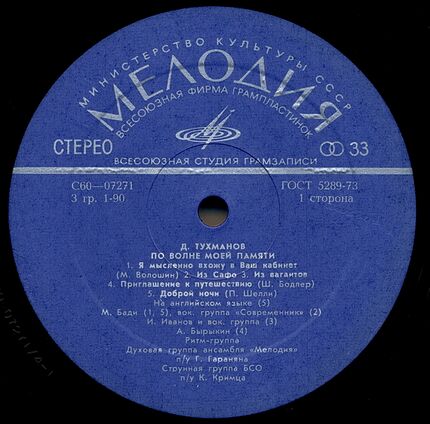 МИНИСТЕРСТВО КУЛЬТУРЫ СССР
МЕЛОДИЯ
ВСЕСОЮЗНАЯ ФИРМА ГРАМПЛАСТИНОК
СТЕРЕО
33
ВСЕСОЮЗНАЯ СТУДИЯ ГРАМЗАПИСИ
С60—07271
ГОСТ 5289-73
3 гр. 1-90
1 сторона
Д. ТУХМАНОВ
ПО ВОЛНЕ МОЕЙ ПАМЯТИ
1. Я мысленно вхожу в Ваш кабинет
(М. Волошин) 2. Из Сафо 3. Из вагантов
4. Приглашение к путешествию (Ш. Бодлер)
5. Доброй ночи (П. Шелли)
На английском языке (5)
М. Бади (1, 5), вок. группа «Современник» (2)
И. Иванов и вок. группа (3)
А. Бырыкин (4)
Ритм-группа
Духовая группа ансамбля «Мелодия»
п/у Г. Гараняна
Струнная группа БСО
п/у К. Кримца